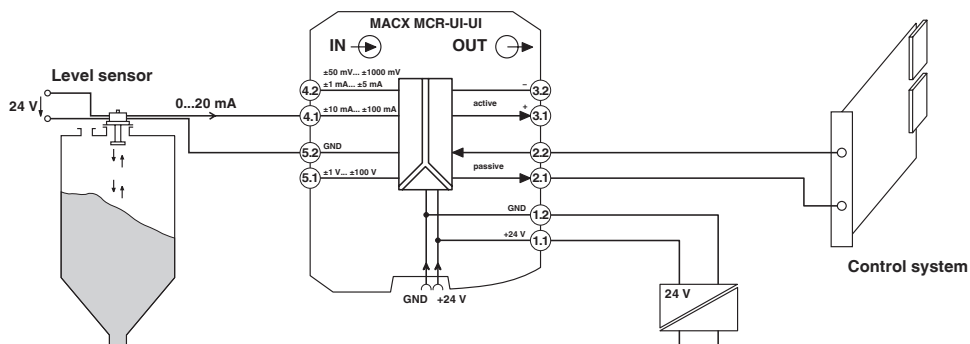 MACX MCR-UI-UI
IN
OUT
Level sensor
24 V
0...20 mA
±50 mV... ±1000 mV
4.2
±1 mA... ±5 mA
4.1
±10 mA... ±100 mA
5.2
GND
5.1
±1 V... ±100 V
–
3.2
active
+
3.1
2.2
passive
2.1
GND
1.2
+24 V
1.1
GND
+24 V
24 V
Control system